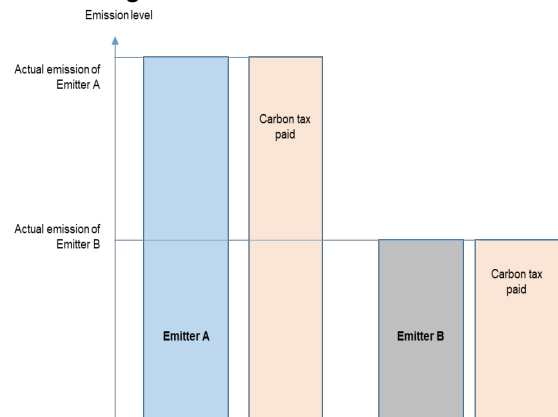 Emission level
Actual emission of
Emitter A
Carbon tax
paid
Actual emission of
Emitter B
Carbon tax
paid
Emitter A
Emitter B